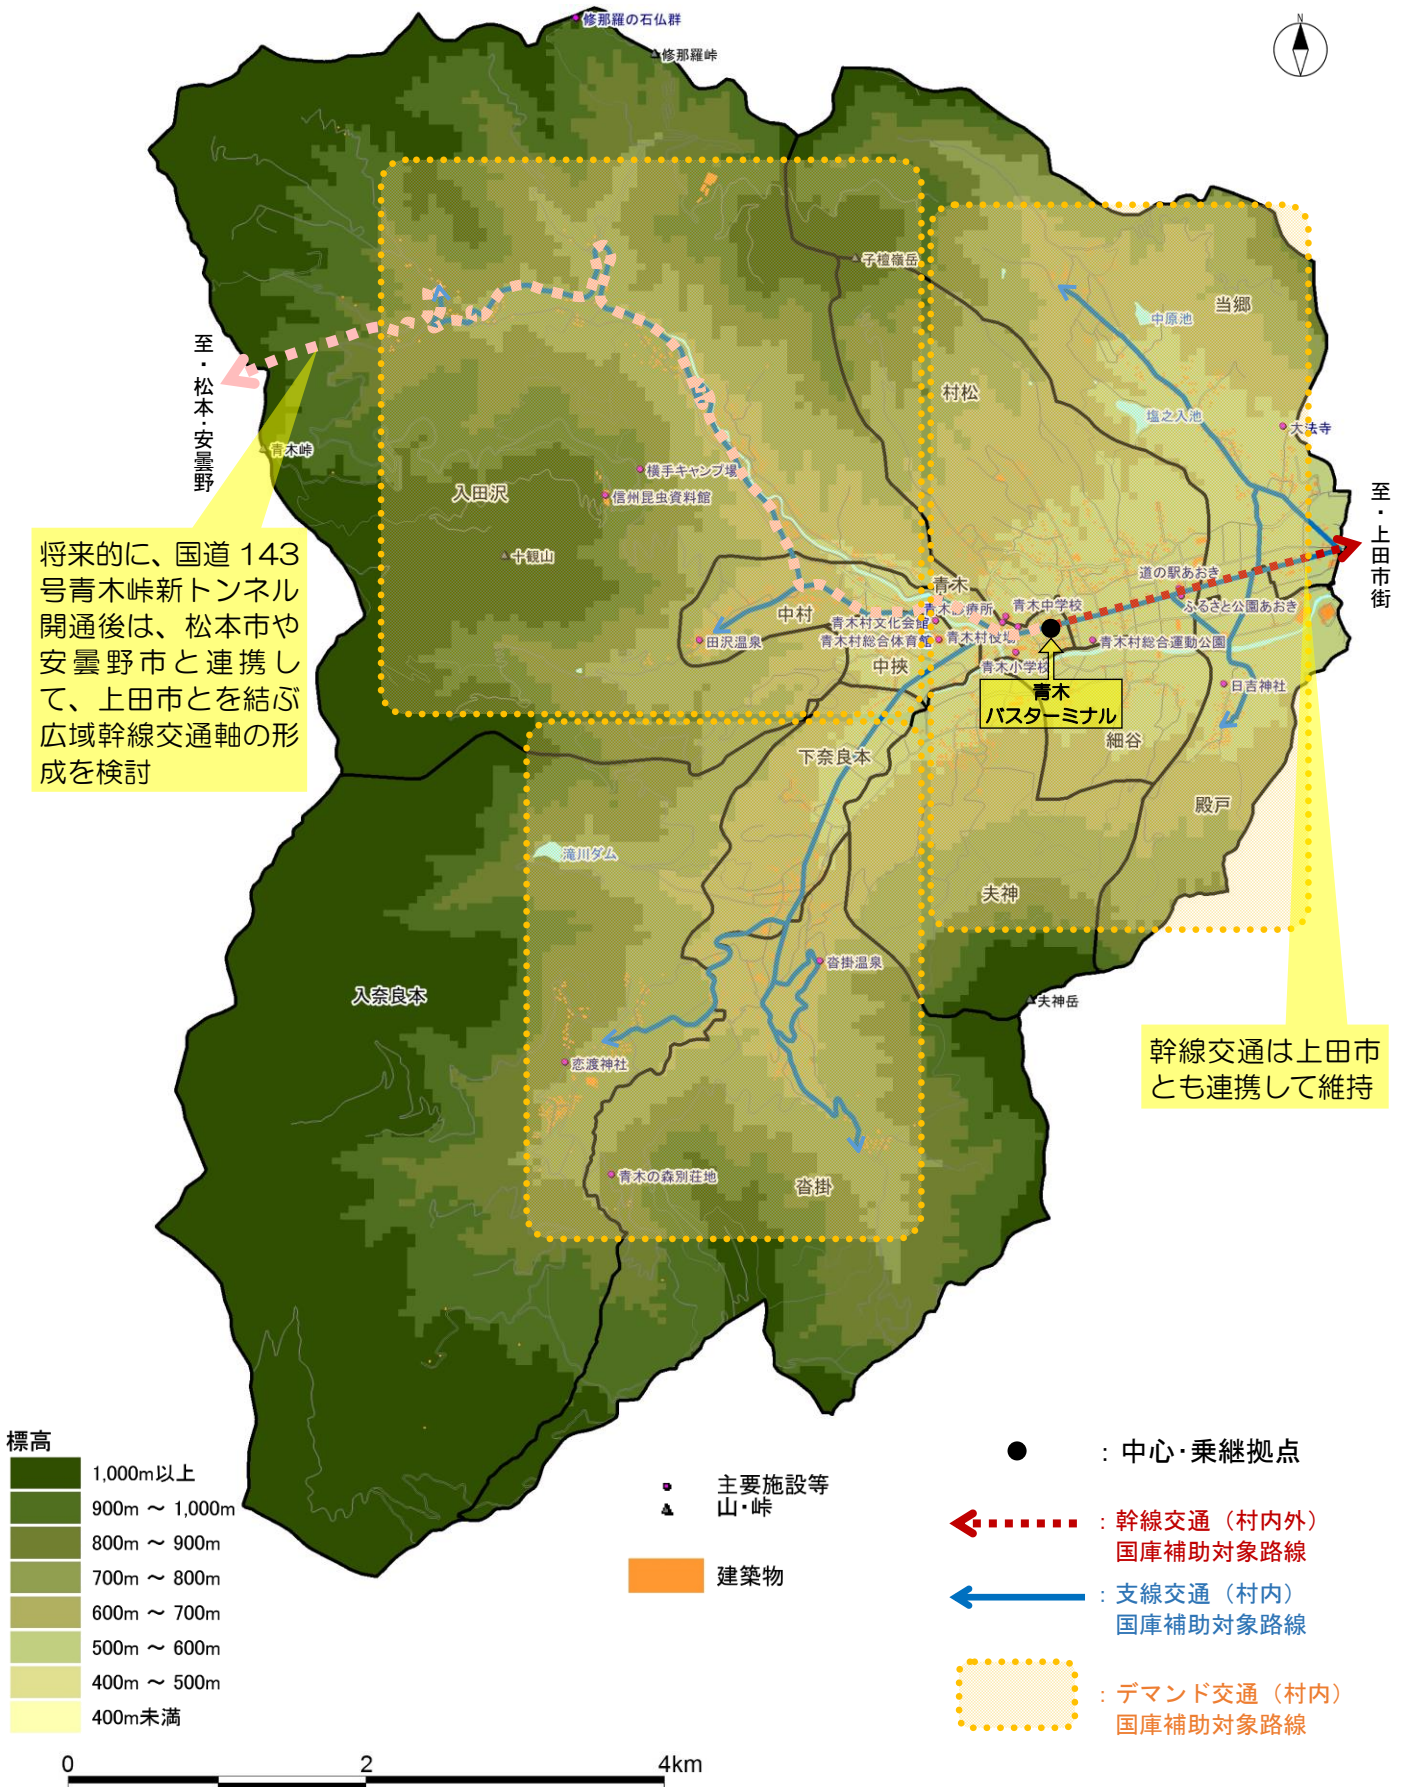 修那羅の石仏群
修那羅峠
N
子檀嶺岳
当郷
中原池
至・松本・安曇野
村松
塩之入池
大法寺
青木峠
横手キャンプ場
入田沢
信州昆虫資料館
至・上田市街
将来的に、国道 143
号青木峠新トンネル
開通後は、松本市や
安曇野市と連携し
て、上田市とを結ぶ
広域幹線交通軸の形
成を検討
十観山
道の駅あおき
青木
中村
青木診療所
青木中学校
ふるさと公園あおき
青木村文化会館
田沢温泉
青木村総合体育館
青木村役場
青木村総合運動公園
中挾
青木小学校
日吉神社
青木
バスターミナル
細谷
下奈良本
殿戸
滝川ダム
夫神
沓掛温泉
入奈良本
夫神岳
幹線交通は上田市
とも連携して維持
恋渡神社
青木の森別荘地
沓掛
標高
1,000m以上
900m ～ 1,000m
800m ～ 900m
700m ～ 800m
600m ～ 700m
500m ～ 600m
400m ～ 500m
400m未満
主要施設等
山・峠
建築物
：中心・乗継拠点
：幹線交通（村内外）
国庫補助対象路線
：支線交通（村内）
国庫補助対象路線
：デマンド交通（村内）
国庫補助対象路線
0 2 4km